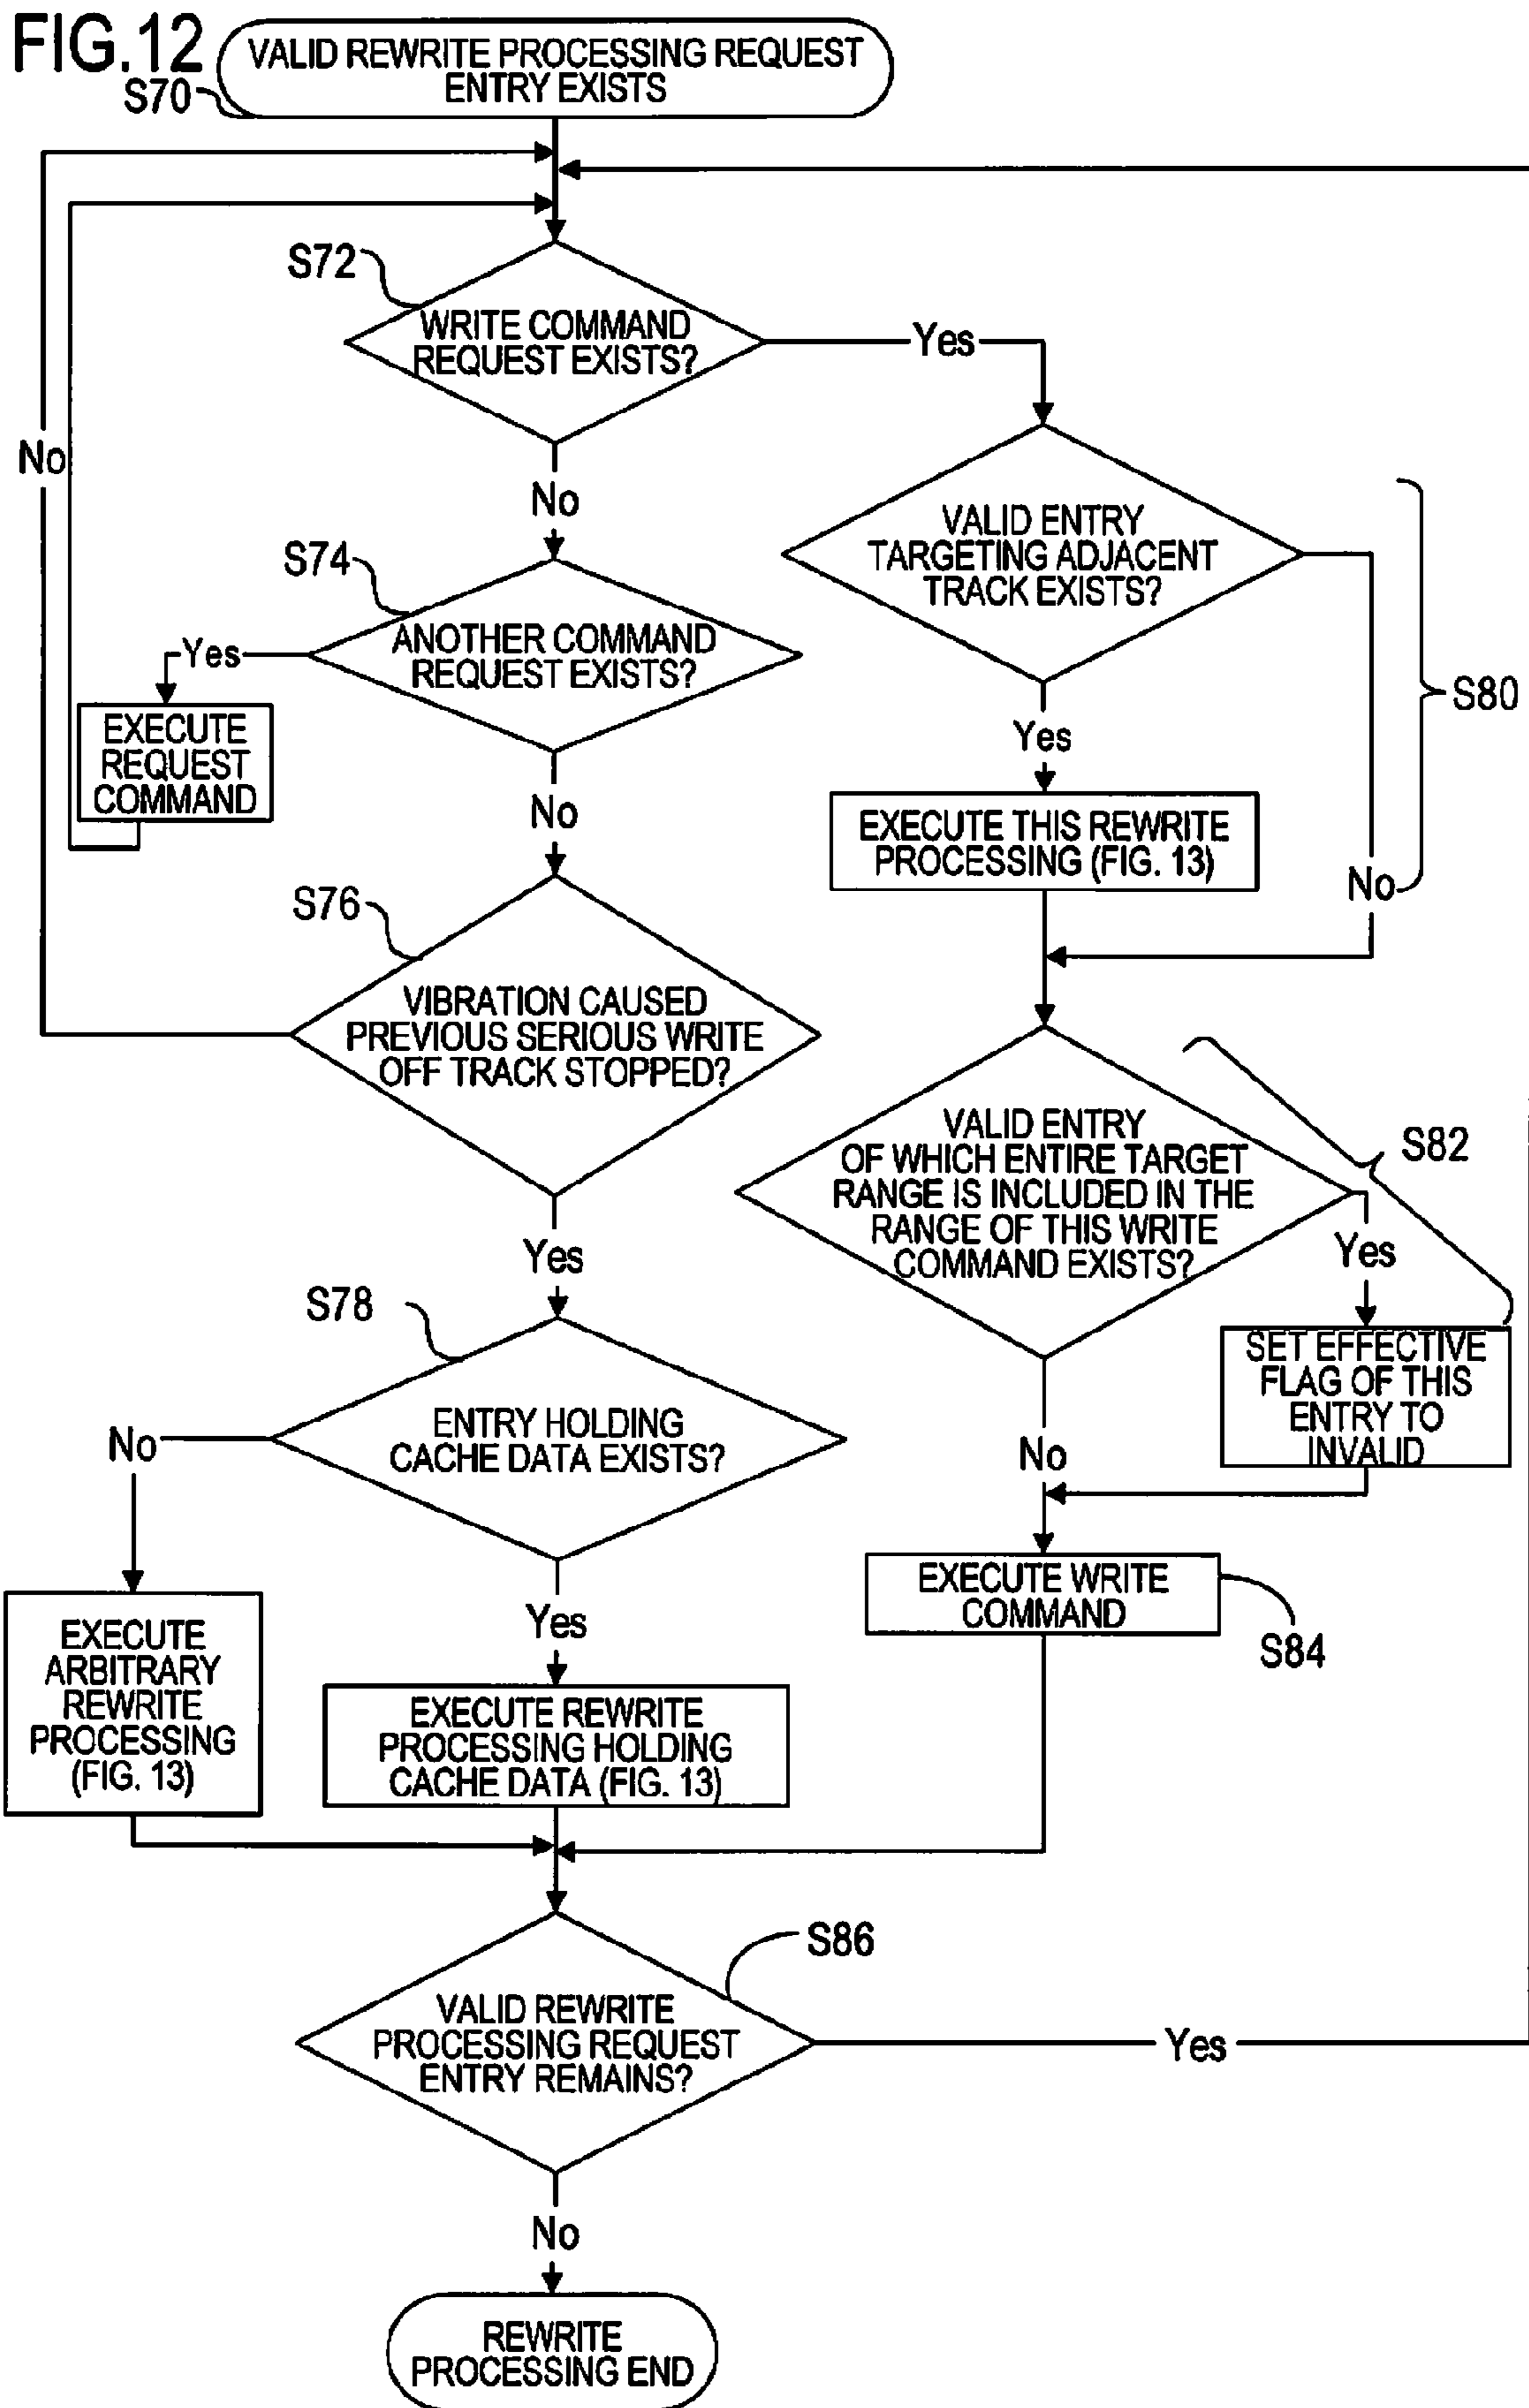 FIG.12
VALID REWRITE PROCESSING REQUEST
ENTRY EXISTS
S70
S72
WRITE COMMAND
REQUEST EXISTS?
Yes
No
No
VALID ENTRY
TARGETING ADJACENT
TRACK EXISTS?
S74
ANOTHER COMMAND
REQUEST EXISTS?
Yes
S80
EXECUTE
REQUEST
COMMAND
Yes
No
EXECUTE THIS REWRITE
PROCESSING (FIG. 13)
No
S76
VIBRATION CAUSED
PREVIOUS SERIOUS WRITE
OFF TRACK STOPPED?
VALID ENTRY
OF WHICH ENTIRE TARGET
RANGE IS INCLUDED IN THE
RANGE OF THIS WRITE
COMMAND EXISTS?
S82
Yes
Yes
S78
SET EFFECTIVE
FLAG OF THIS
ENTRY TO
INVALID
ENTRY HOLDING
CACHE DATA EXISTS?
No
No
EXECUTE WRITE
COMMAND
S84
Yes
EXECUTE
ARBITRARY
REWRITE
PROCESSING
(FIG. 13)
EXECUTE REWRITE
PROCESSING HOLDING
CACHE DATA (FIG. 13)
S86
VALID REWRITE
PROCESSING REQUEST
ENTRY REMAINS?
Yes
No
REWRITE
PROCESSING END